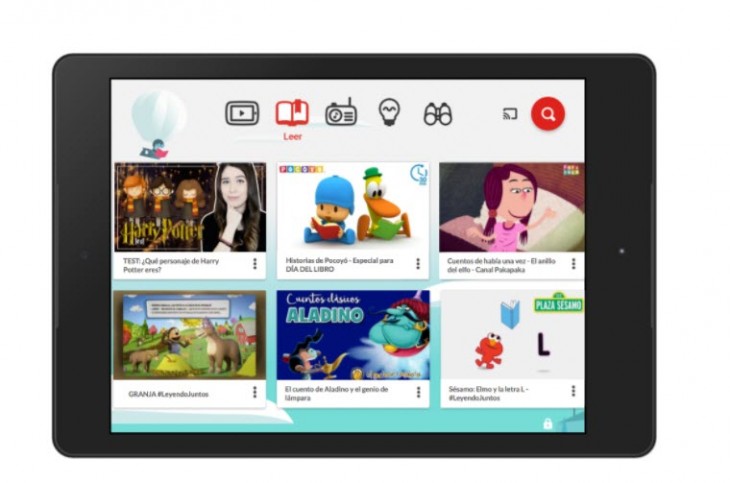 Leer
Harry Potter
TEST: ¿Qué personaje de Harry
Potter eres?
POCOYO
Historias de Pocoyó - Especial para
DÍA DEL LIBRO
Cuentos de había una vez - El anillo
del elfo - Canal Pakapaka
GRANJA #LeyendoJuntos
Cuentos clásicos
ALADINO
El cuento de Aladino y el genio de
lámpara
PLAZA SÉSAMO
L
Sésamo: Elmo y la letra L -
#LeyendoJuntos